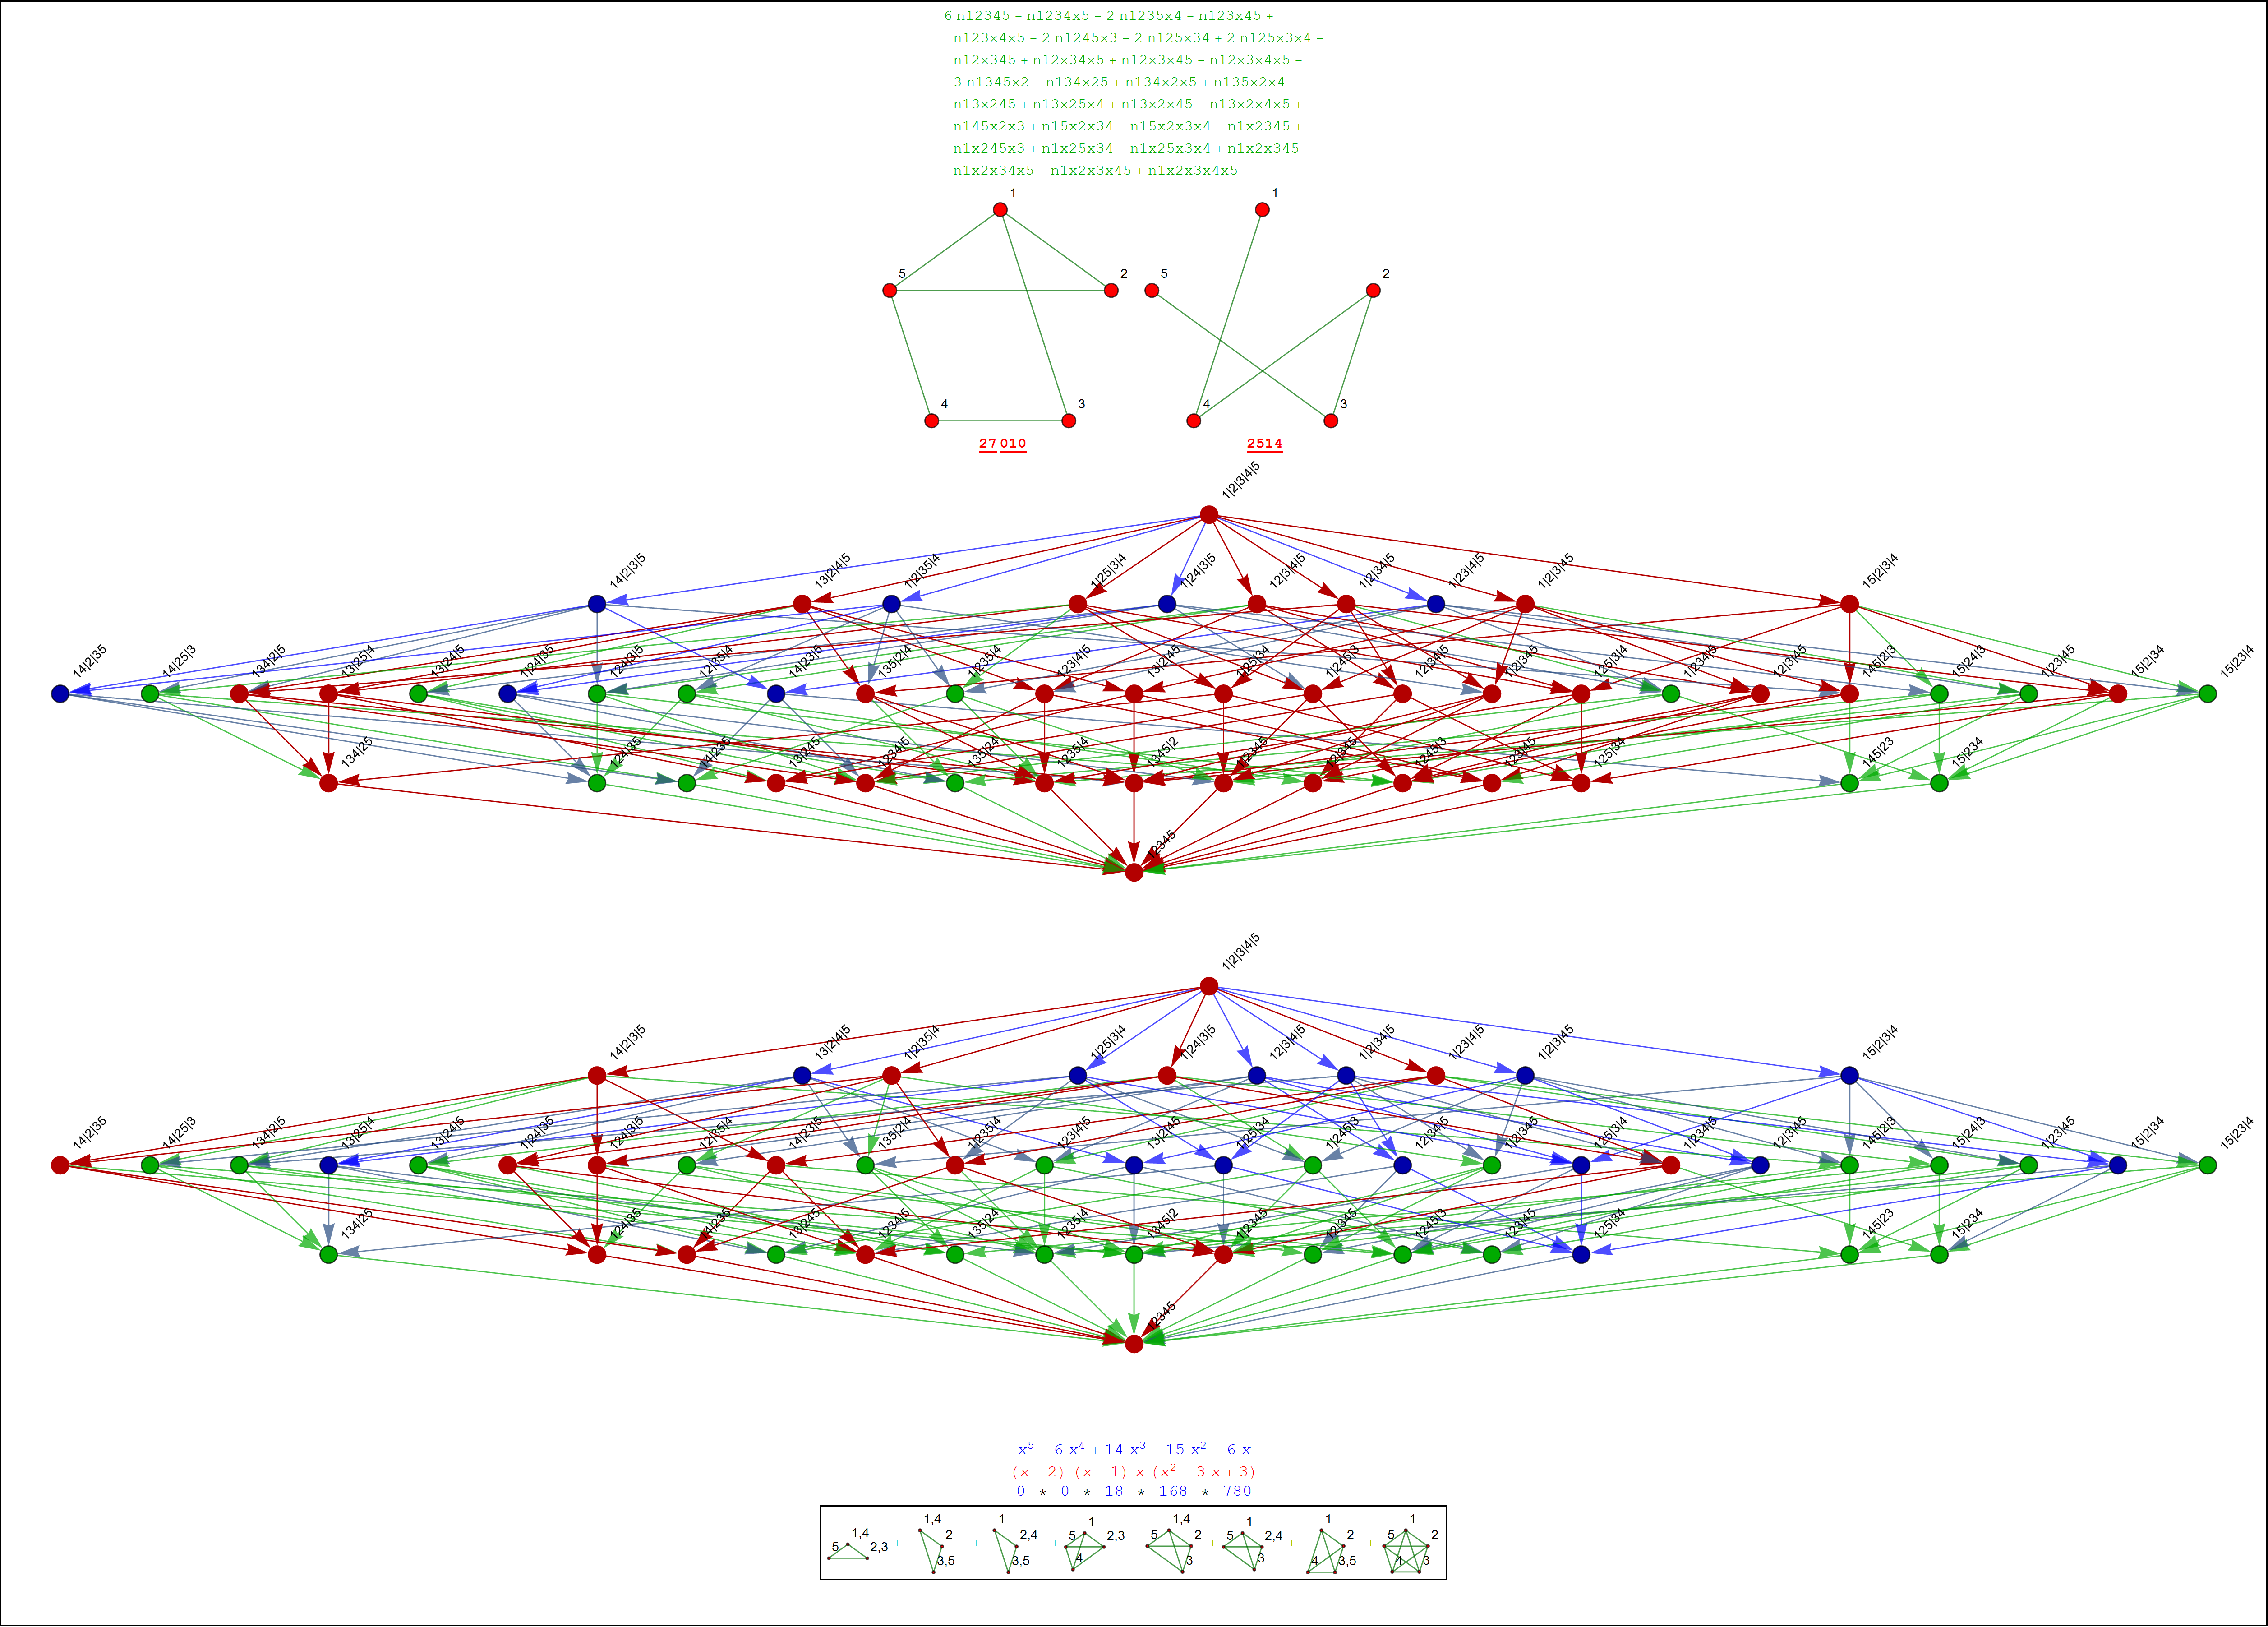 6 n12345 – n1234x5 – 2 n1235x4 – n123x45 +
n123x4x5 – 2 n1245x3 – 2 n125x34 + 2 n125x3x4 –
n12x345 + n12x34x5 + n12x3x45 – n12x3x4x5 –
3 n1345x2 – n134x25 + n134x2x5 + n135x2x4 –
n13x245 + n13x25x4 + n13x2x45 – n13x2x4x5 +
n145x2x3 + n15x2x34 – n15x2x3x4 – n1x2345 +
n1x245x3 + n1x25x34 – n1x25x3x4 + n1x2x345 –
n1x2x34x5 – n1x2x3x45 + n1x2x3x4x5
1 1
5 2 5 2
4 3 4 3
27 010 2514
1|2|3|4|5
14|2|3|5 13|2|4|5 1|2|35|4 1|25|3|4 1|24|3|5 12|3|4|5 1|2|34|5 1|23|4|5 1|2|3|45 15|2|3|4
14|2|35 14|25|3 134|2|5 13|25|4 13|24|5 1|24|35 124|3|5 12|35|4 14|23|5 135|2|4 1|235|4 123|4|5 13|2|45 1|25|34 1|245|3 12|34|5 1|2|345 125|3|4 1|234|5 12|3|45 145|2|3 15|24|3 1|23|45 15|2|34 15|23|4
134|25 124|35 14|235 13|245 1234|5 135|24 1235|4 1345|2 1|2345 12|345 1245|3 123|45 125|34 145|23 15|234
12345
1|2|3|4|5
14|2|3|5 13|2|4|5 1|2|35|4 1|25|3|4 1|24|3|5 12|3|4|5 1|2|34|5 1|23|4|5 1|2|3|45 15|2|3|4
14|2|35 14|25|3 134|2|5 13|25|4 13|24|5 1|24|35 124|3|5 12|35|4 14|23|5 135|2|4 1|235|4 123|4|5 13|2|45 1|25|34 1|245|3 12|34|5 1|2|345 125|3|4 1|234|5 12|3|45 145|2|3 15|24|3 1|23|45 15|2|34 15|23|4
134|25 124|35 14|235 13|245 1234|5 135|24 1235|4 1345|2 1|2345 12|345 1245|3 123|45 125|34 145|23 15|234
12345
x⁵ – 6 x⁴ + 14 x³ – 15 x² + 6 x
(x – 2) (x – 1) x (x² – 3 x + 3)
0 * 0 * 18 * 168 * 780
5 1,4 2,3 + 1,4 2 3,5 + 1 2,4 3,5 + 5 1 2,3 4 + 5 1,4 2 3 + 5 1 2,4 3 + 1 2 4 3,5 + 5 1 2 4 3